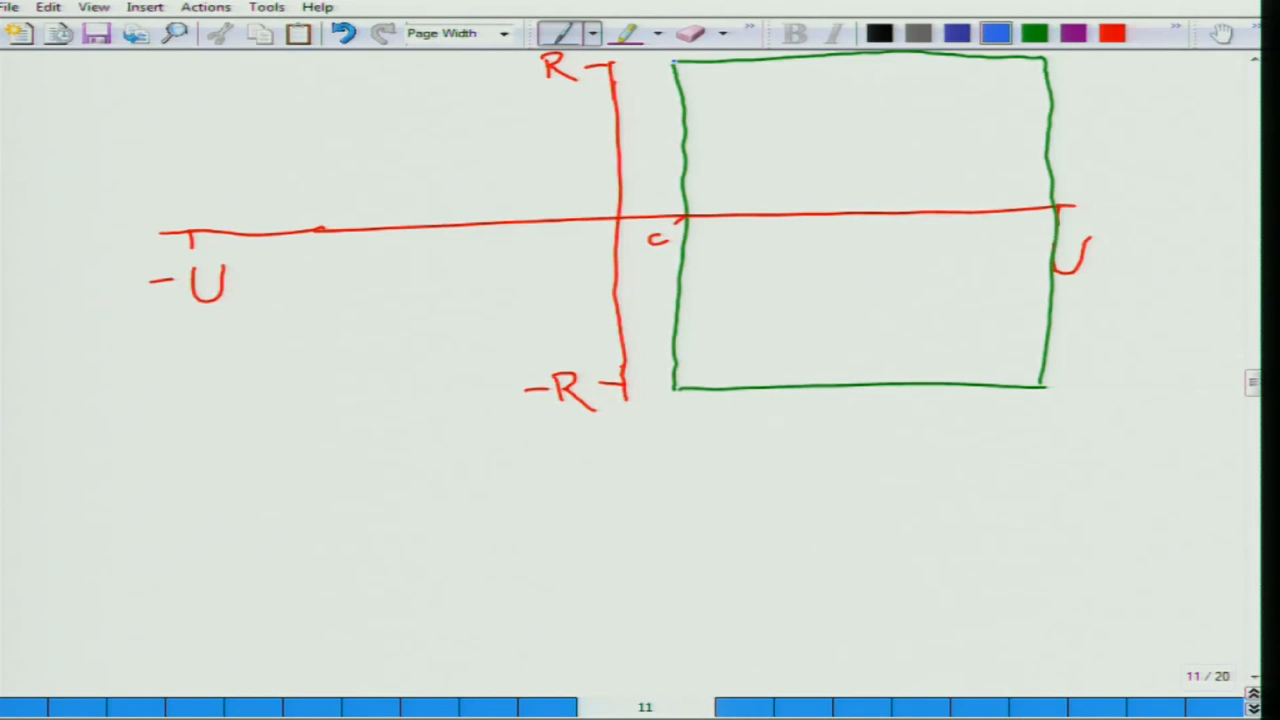 File Edit View Insert Actions Tools Help
Page Width B I
R
c
-U U
-R
11 / 20
11